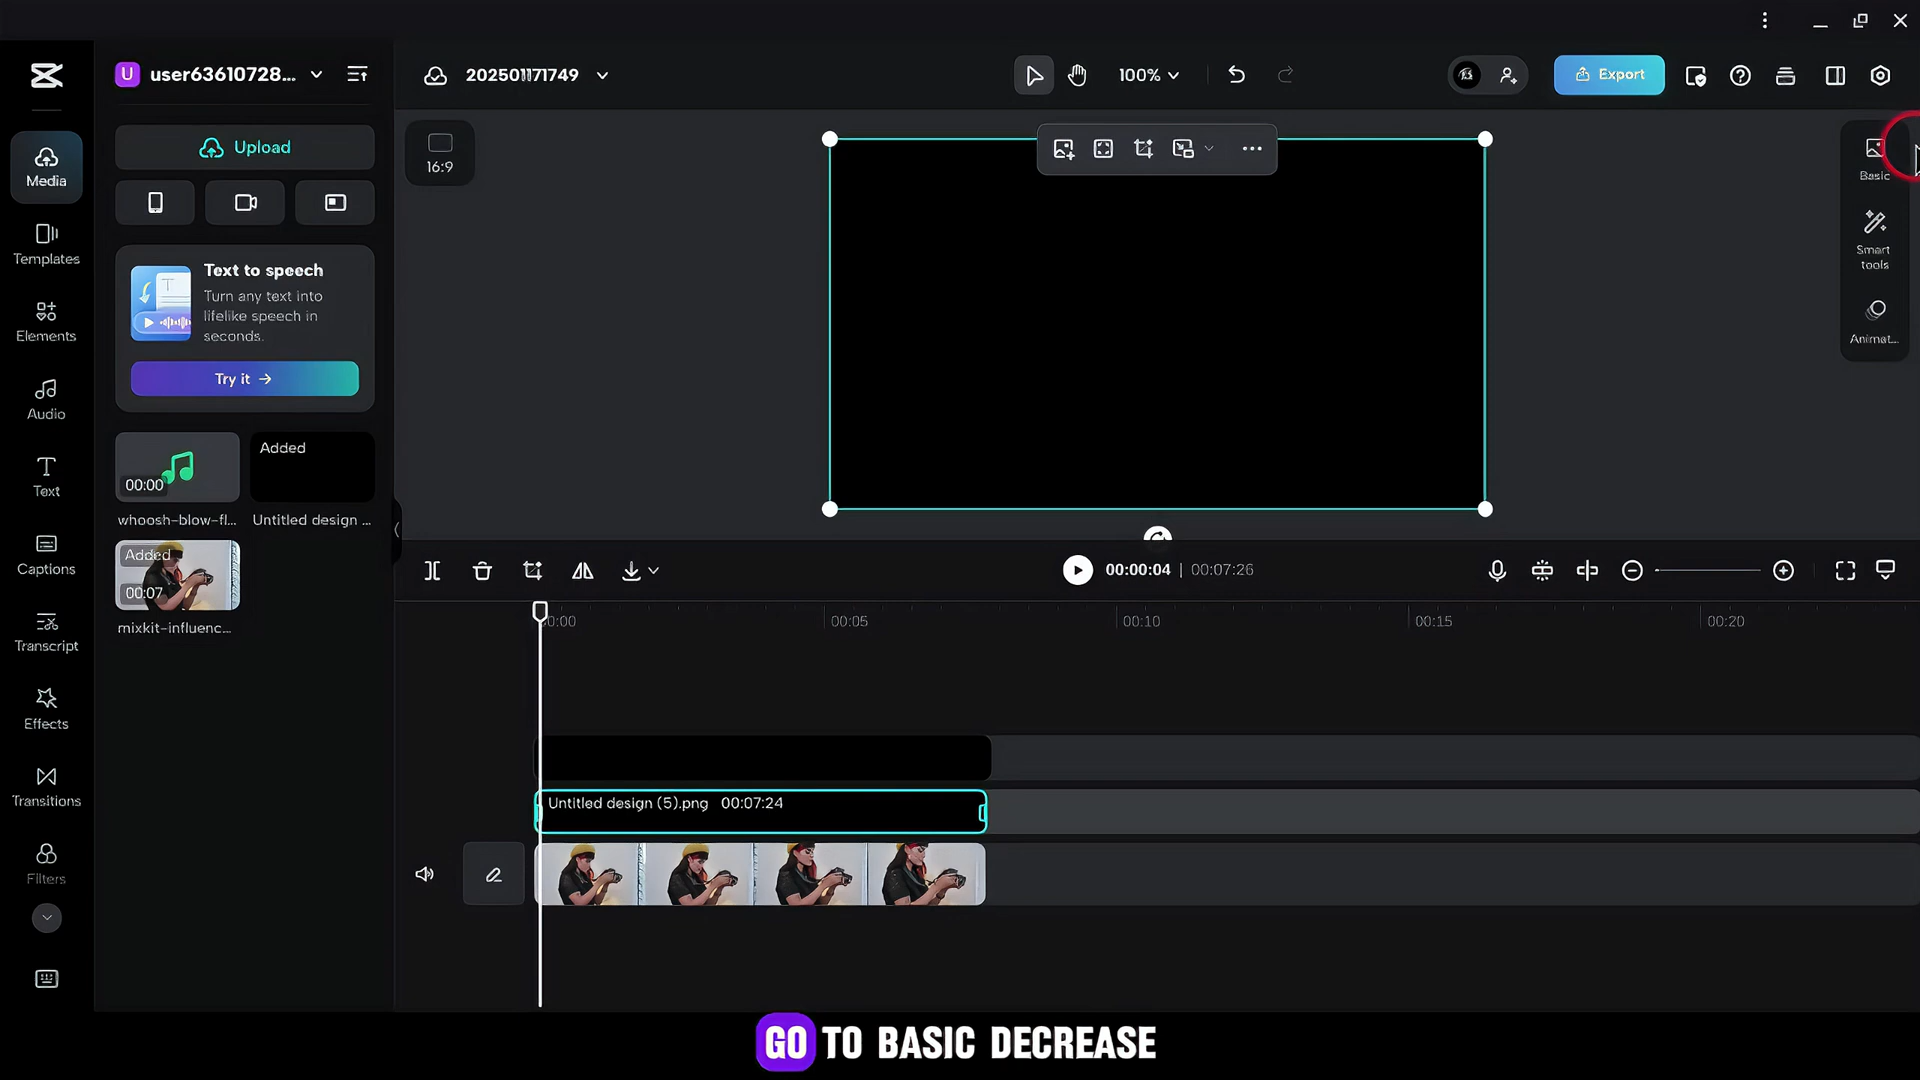 U user63610728...
202501171749
100%
Export
Media
Upload
16:9
Basic
Templates
Text to speech
Turn any text into
lifelike speech in
seconds.
Smart
tools
Elements
Animat...
Try it →
Audio
Added
00:00
Text
whoosh-blow-fl...
Untitled design ...
Captions
Added
00:07
00:00:04 | 00:07:26
mixkit-influenc...
00:05
00:10
00:15
00:20
Transcript
Effects
Transitions
Untitled design (5).png 00:07:24
Filters
GO TO BASIC DECREASE